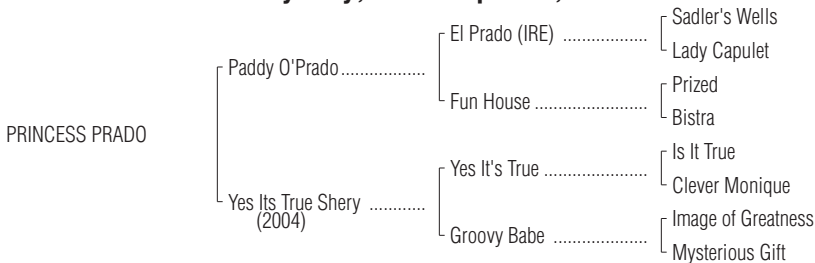 Sadler's Wells
El Prado (IRE) ..................
Lady Capulet
Paddy O'Prado..................
Prized
Fun House ........................
Bistra
PRINCESS PRADO
Is It True
Yes It's True ......................
Clever Monique
Yes Its True Shery ............
(2004)
Image of Greatness
Groovy Babe ....................
Mysterious Gift